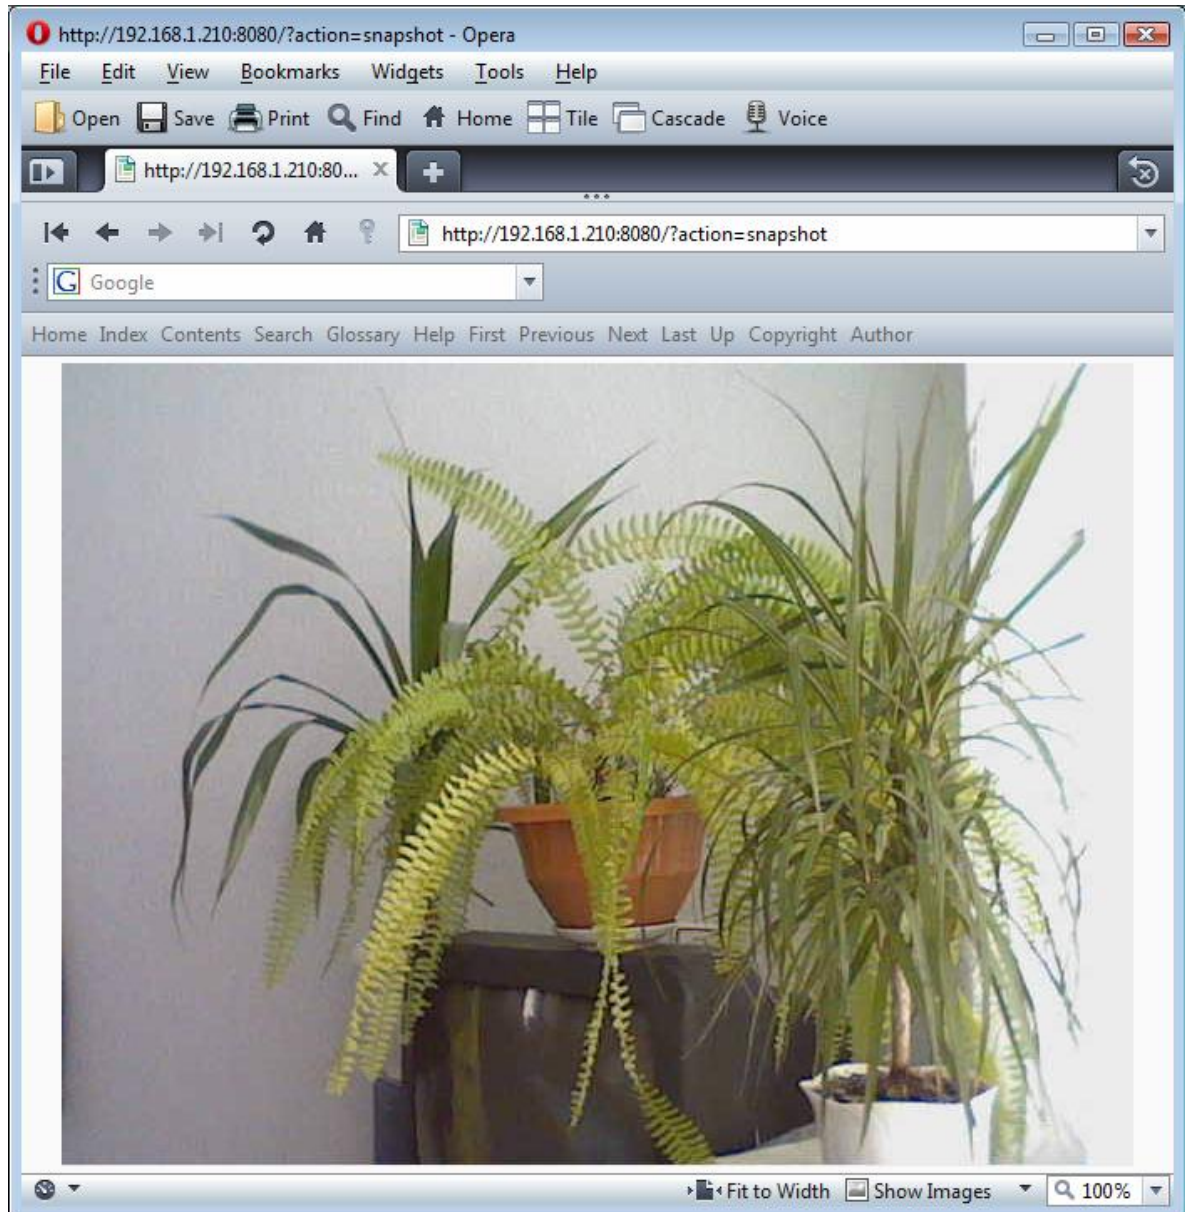 http://192.168.1.210:8080/?action=snapshot - Opera
File Edit View Bookmarks Widgets Tools Help
Open Save Print Find Home Tile Cascade Voice
http://192.168.1.210:80...
http://192.168.1.210:8080/?action=snapshot
G Google
Home Index Contents Search Glossary Help First Previous Next Last Up Copyright Author
Fit to Width Show Images 100%